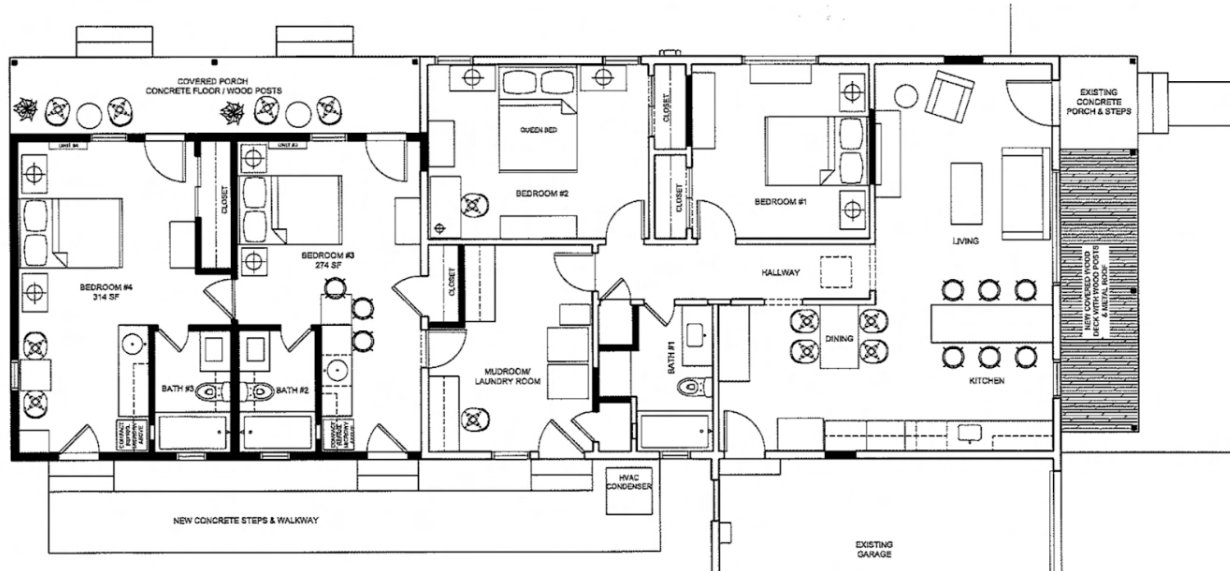 COVERED PORCH
CONCRETE FLOOR / WOOD POSTS
EXISTING
CONCRETE
PORCH & STEPS
QUEEN BED
CLOSET
BEDROOM #2
BEDROOM #1
CLOSET
CLOSET
LIVING
BEDROOM #3
274 SF
HALLWAY
BEDROOM #4
314 SF
CLOSET
NEW COVERED WOOD
DECK WITH WOOD POSTS
& METAL ROOF
DINING
MUDROOM/
LAUNDRY ROOM
BATH #1
KITCHEN
BATH #3
BATH #2
HVAC
CONDENSER
NEW CONCRETE STEPS & WALKWAY
EXISTING
GARAGE